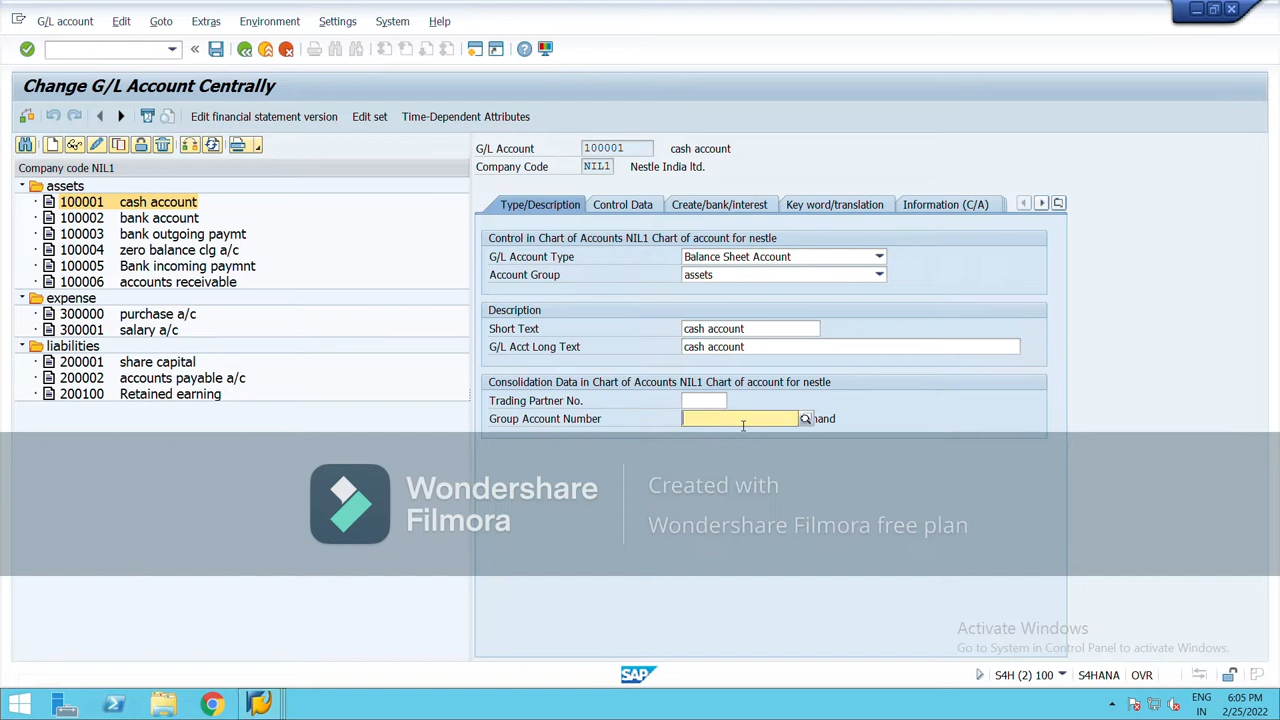 G/L account Edit Goto Extras Environment Settings System Help
Change G/L Account Centrally
Edit financial statement version Edit set Time-Dependent Attributes
Company code NIL1
assets
100001 cash account
100002 bank account
100003 bank outgoing paymt
100004 zero balance clg a/c
100005 Bank incoming paymnt
100006 accounts receivable
expense
300000 purchase a/c
300001 salary a/c
liabilities
200001 share capital
200002 accounts payable a/c
200100 Retained earning
G/L Account 100001 cash account
Company Code NIL1 Nestle India ltd.
Type/Description Control Data Create/bank/interest Key word/translation Information (C/A)
Control in Chart of Accounts NIL1 Chart of account for nestle
G/L Account Type Balance Sheet Account
Account Group assets
Description
Short Text cash account
G/L Acct Long Text cash account
Consolidation Data in Chart of Accounts NIL1 Chart of account for nestle
Trading Partner No.
Group Account Number hand
Wondershare
Filmora
Created with
Wondershare Filmora free plan
Activate Windows
Go to System in Control Panel to activate Windows.
SAP
S4H (2) 100 S4HANA OVR
ENG
IN
6:05 PM
2/25/2022